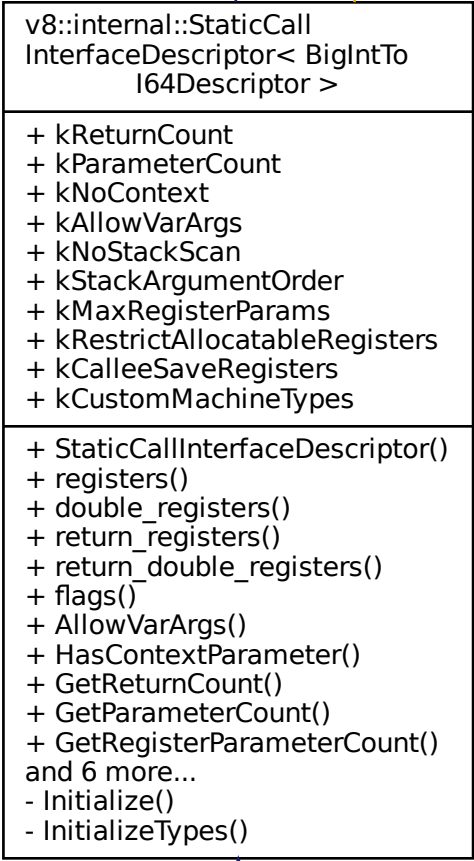 v8::internal::StaticCall
InterfaceDescriptor< BigIntTo
I64Descriptor >
+ kReturnCount
+ kParameterCount
+ kNoContext
+ kAllowVarArgs
+ kNoStackScan
+ kStackArgumentOrder
+ kMaxRegisterParams
+ kRestrictAllocatableRegisters
+ kCalleeSaveRegisters
+ kCustomMachineTypes
+ StaticCallInterfaceDescriptor()
+ registers()
+ double_registers()
+ return_registers()
+ return_double_registers()
+ flags()
+ AllowVarArgs()
+ HasContextParameter()
+ GetReturnCount()
+ GetParameterCount()
+ GetRegisterParameterCount()
and 6 more...
- Initialize()
- InitializeTypes()